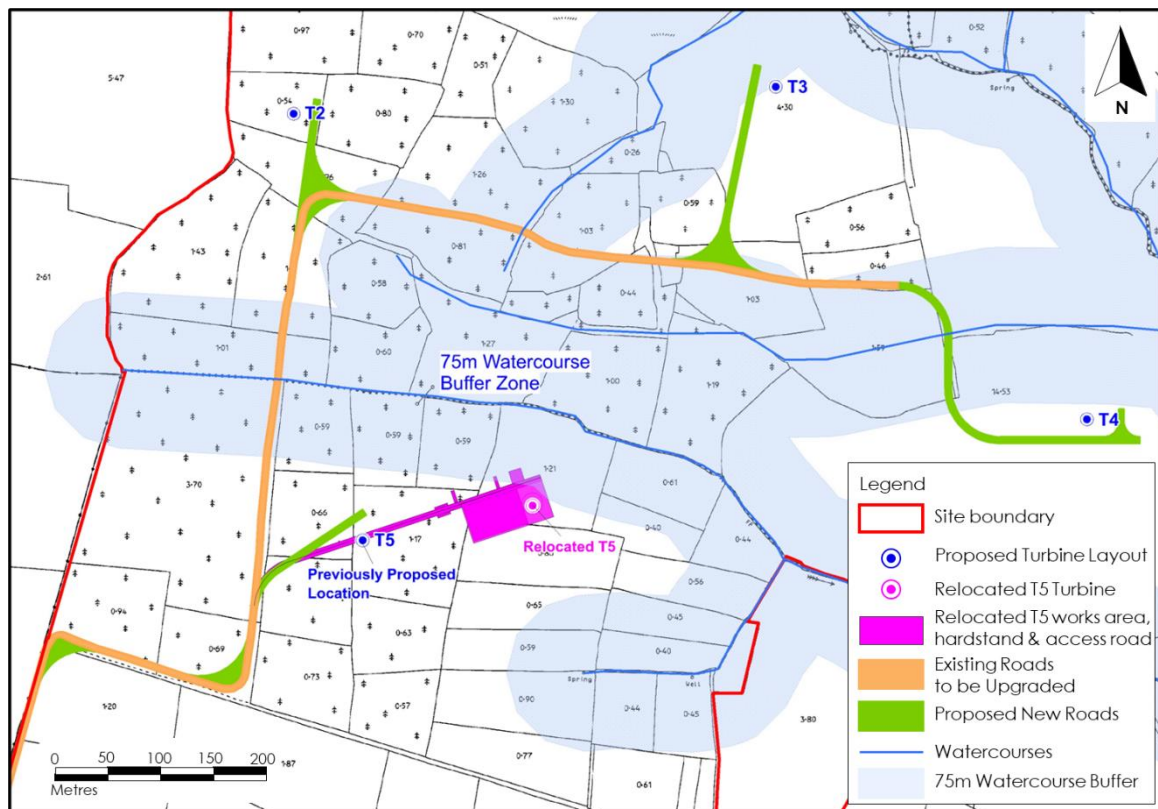 0·97
0·70
0·52
5·47
0·51
Spring
T3
4·30
0·54
T2
0·80
1·30
N
0·26
1·26
0·59
0·56
1·43
0·81
1·03
0·46
2·61
0·58
0·44
1·03
1·01
0·60
1·27
1·00
1·19
14·53
75m Watercourse
Buffer Zone
T4
0·59
0·59
0·59
1·21
0·61
3·70
0·66
1·17
T5
Relocated T5
0·40
0·44
Previously Proposed
Location
0·56
0·94
0·65
0·45
0·63
0·69
0·59
0·40
0·73
Spring
Well
0·57
0·90
0·44
0·45
1·20
3·80
0·77
1·87
0·61
0 50 100 150 200
Metres
Legend
Site boundary
Proposed Turbine Layout
Relocated T5 Turbine
Relocated T5 works area,
hardstand & access road
Existing Roads
to be Upgraded
Proposed New Roads
Watercourses
75m Watercourse Buffer